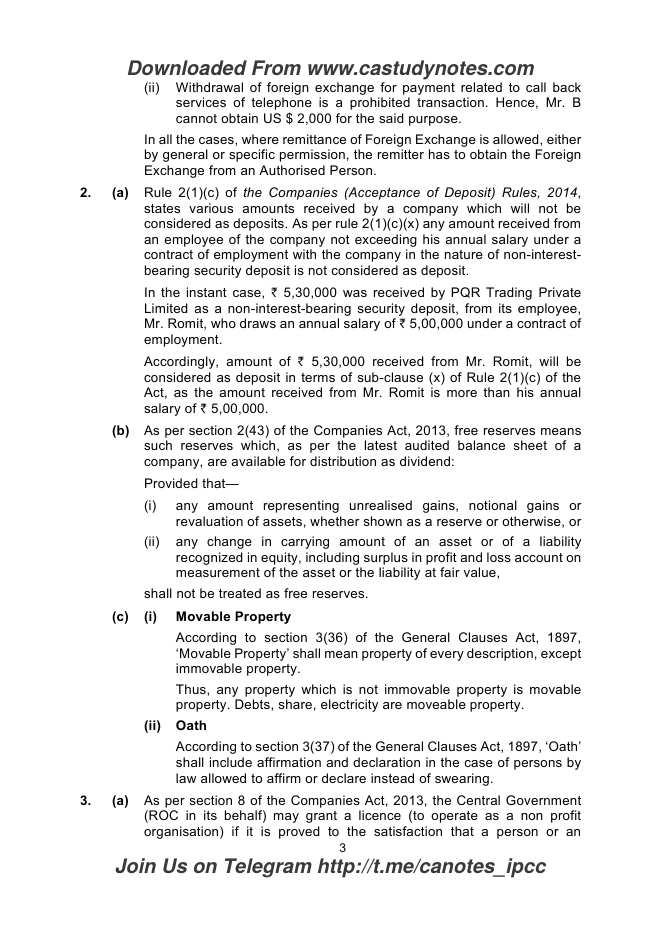 Downloaded From www.castudynotes.com
(ii) Withdrawal of foreign exchange for payment related to call back
services of telephone is a prohibited transaction. Hence, Mr. B
cannot obtain US $ 2,000 for the said purpose.
In all the cases, where remittance of Foreign Exchange is allowed, either
by general or specific permission, the remitter has to obtain the Foreign
Exchange from an Authorised Person.
2. (a) Rule 2(1)(c) of the Companies (Acceptance of Deposit) Rules, 2014,
states various amounts received by a company which will not be
considered as deposits. As per rule 2(1)(c)(x) any amount received from
an employee of the company not exceeding his annual salary under a
contract of employment with the company in the nature of non-interest-
bearing security deposit is not considered as deposit.
In the instant case, ₹ 5,30,000 was received by PQR Trading Private
Limited as a non-interest-bearing security deposit, from its employee,
Mr. Romit, who draws an annual salary of ₹ 5,00,000 under a contract of
employment.
Accordingly, amount of ₹ 5,30,000 received from Mr. Romit, will be
considered as deposit in terms of sub-clause (x) of Rule 2(1)(c) of the
Act, as the amount received from Mr. Romit is more than his annual
salary of ₹ 5,00,000.
(b) As per section 2(43) of the Companies Act, 2013, free reserves means
such reserves which, as per the latest audited balance sheet of a
company, are available for distribution as dividend:
Provided that—
(i) any amount representing unrealised gains, notional gains or
revaluation of assets, whether shown as a reserve or otherwise, or
(ii) any change in carrying amount of an asset or of a liability
recognized in equity, including surplus in profit and loss account on
measurement of the asset or the liability at fair value,
shall not be treated as free reserves.
(c) (i) Movable Property
According to section 3(36) of the General Clauses Act, 1897,
‘Movable Property’ shall mean property of every description, except
immovable property.
Thus, any property which is not immovable property is movable
property. Debts, share, electricity are moveable property.
(ii) Oath
According to section 3(37) of the General Clauses Act, 1897, ‘Oath’
shall include affirmation and declaration in the case of persons by
law allowed to affirm or declare instead of swearing.
3. (a) As per section 8 of the Companies Act, 2013, the Central Government
(ROC in its behalf) may grant a licence (to operate as a non profit
organisation) if it is proved to the satisfaction that a person or an
3
Join Us on Telegram http://t.me/canotes_ipcc